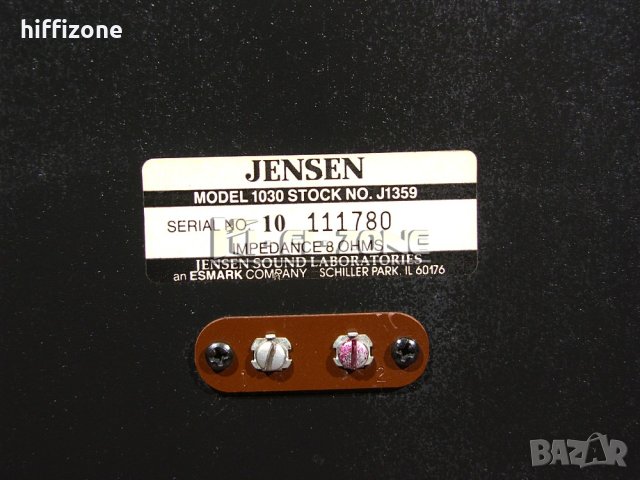 hiffizone
JENSEN
MODEL 1030 STOCK NO. J1359
SERIAL NO. 10 111780
IMPEDANCE 8 OHMS
JENSEN SOUND LABORATORIES
an ESMARK COMPANY SCHILLER PARK, IL 60176
2
BAZAR